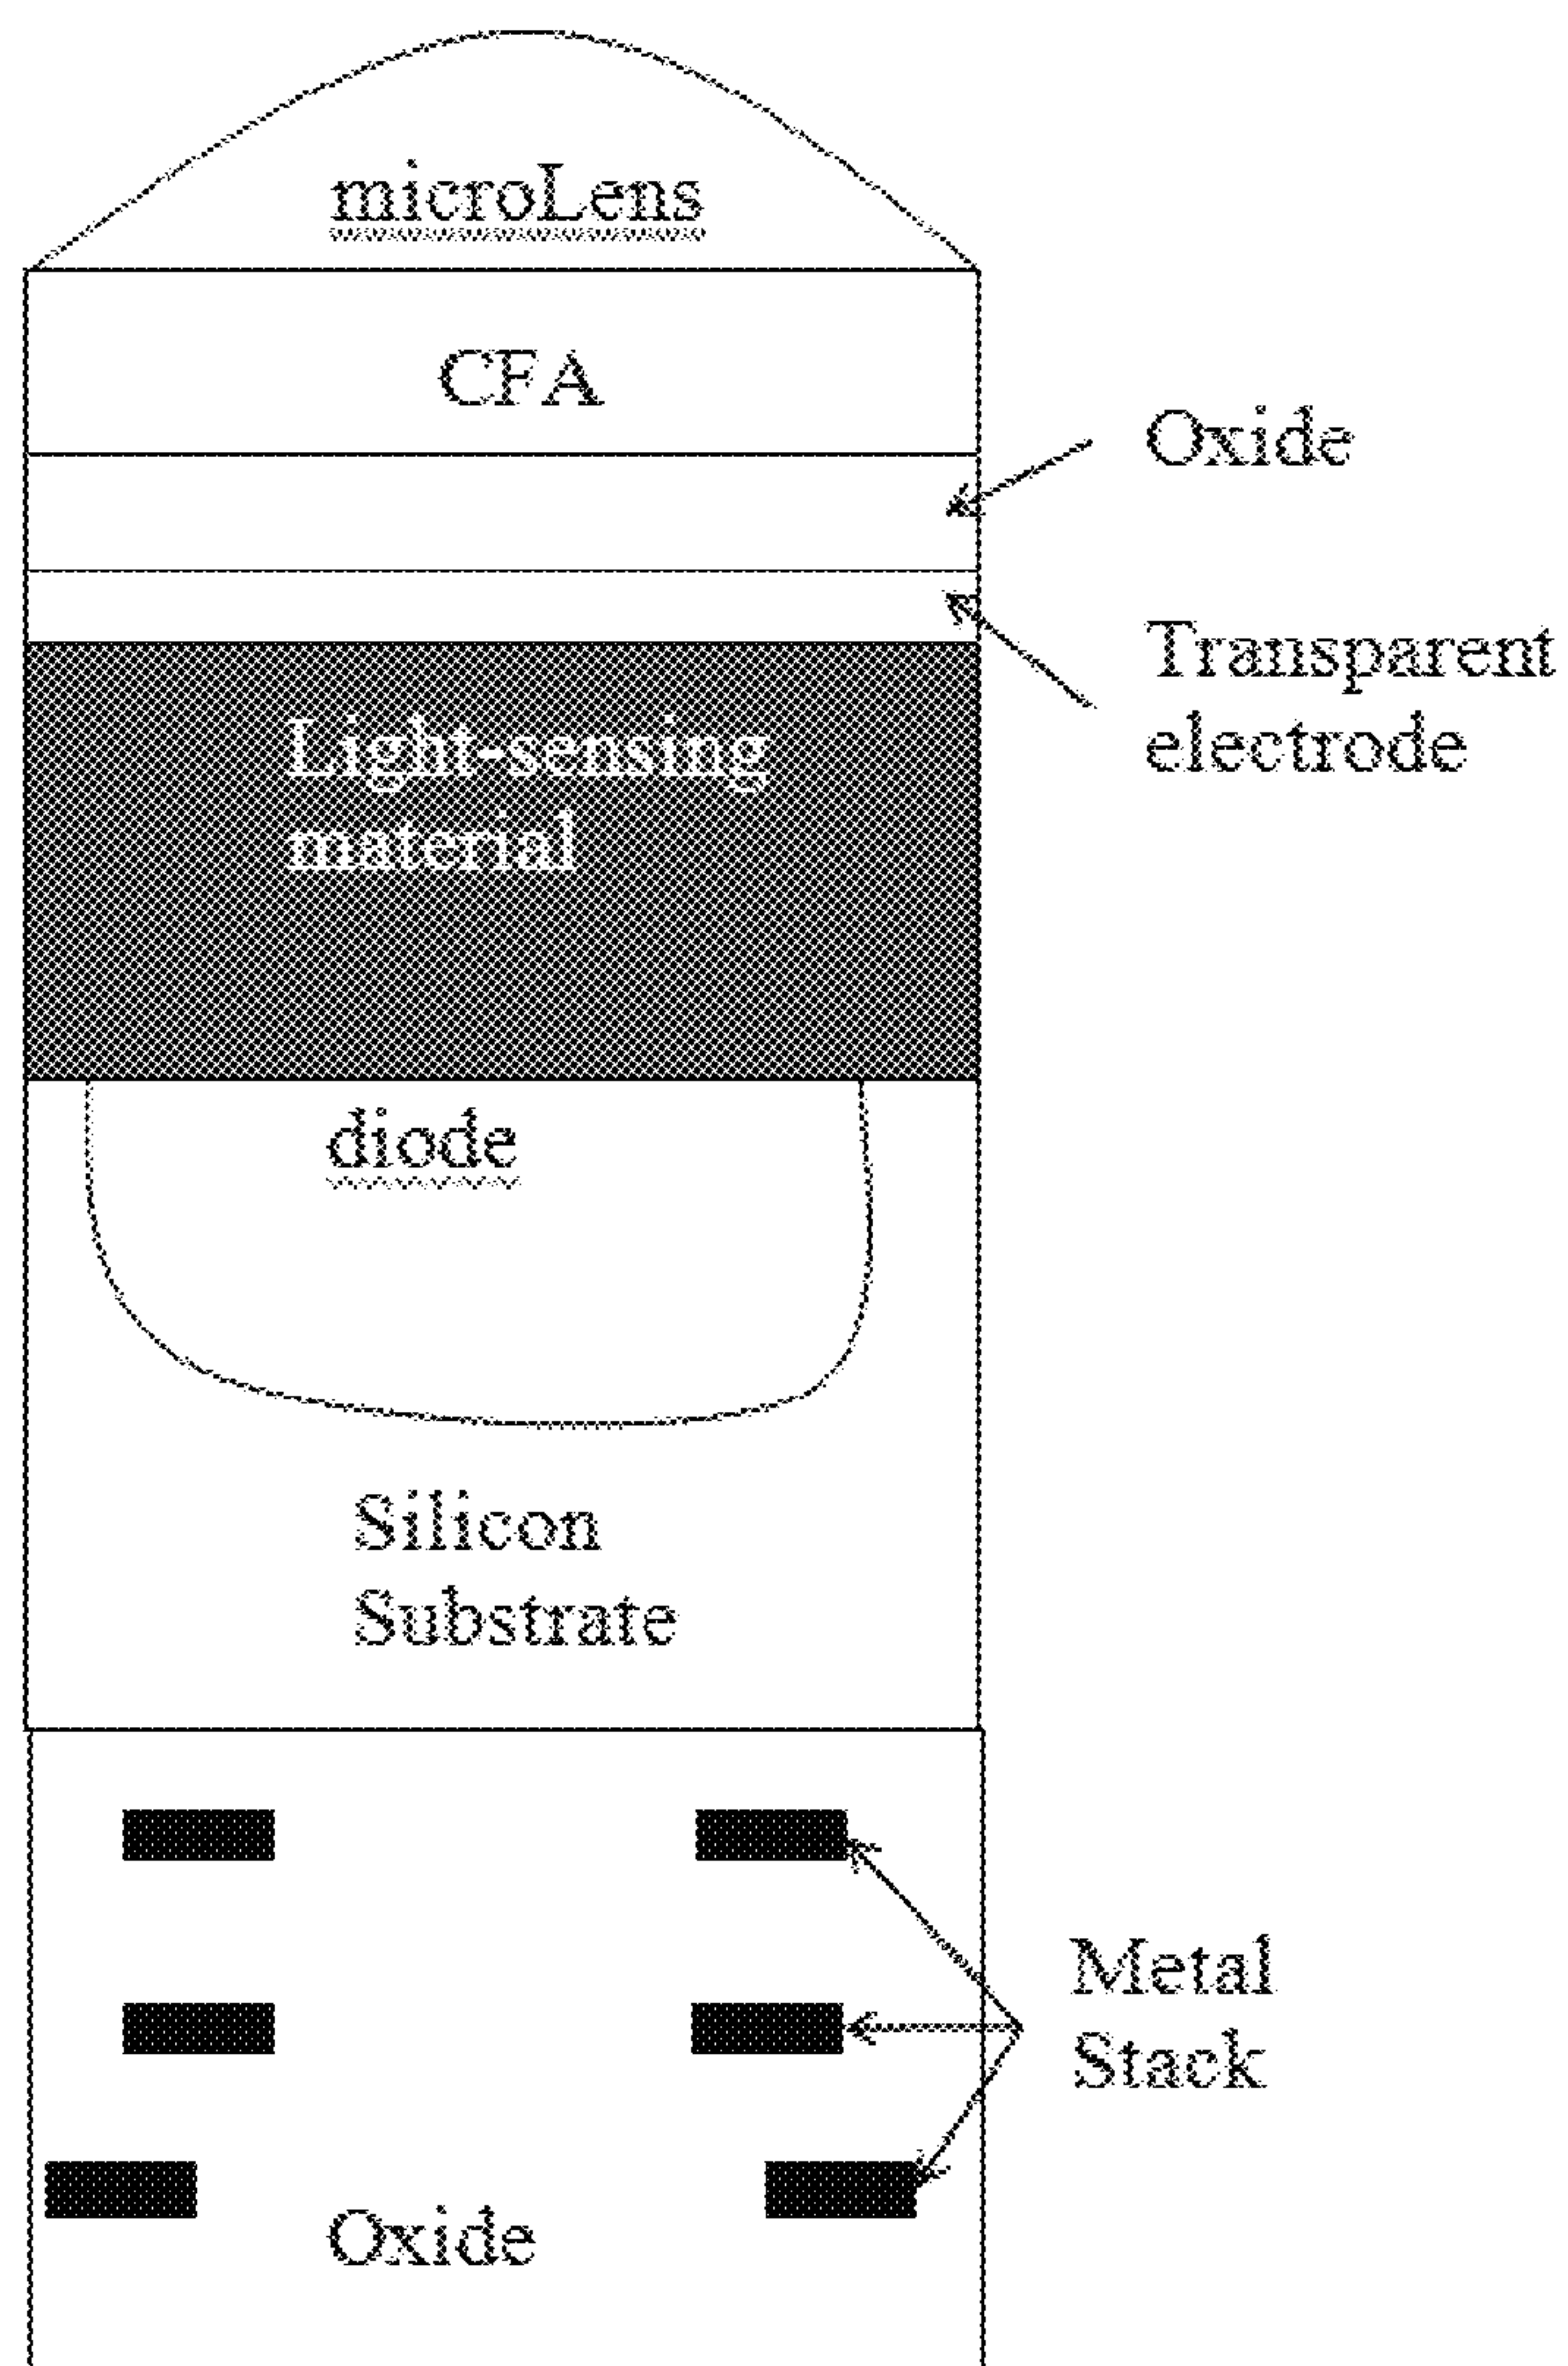 microLens
CFA
Oxide
Transparent
electrode
Light-sensing
material
diode
Silicon
Substrate
Metal
Stack
Oxide